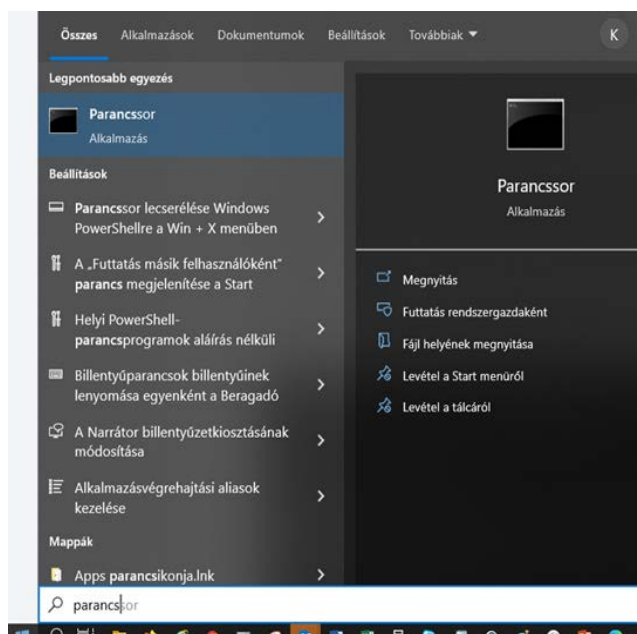 Összes Alkalmazások Dokumentumok Beállítások Továbbiak K
Legpontosabb egyezés
Parancssor
Alkalmazás
Beállítások
Parancssor lecserélése Windows
PowerShellre a Win + X menüben
A „Futtatás másik felhasználóként”
parancs megjelenítése a Start
Helyi PowerShell-
parancsprogramok aláírás nélküli
Billentyűparancsok billentyűinek
lenyomása egyenként a Beragadó
A Narrátor billentyűzetkiosztásának
módosítása
Alkalmazásvégrehajtási aliasok
kezelése
Mappák
Apps parancsikonja.lnk
Parancssor
Alkalmazás
Megnyitás
Futtatás rendszergazdaként
Fájl helyének megnyitása
Levétel a Start menüről
Levétel a tálcáról
parancssor